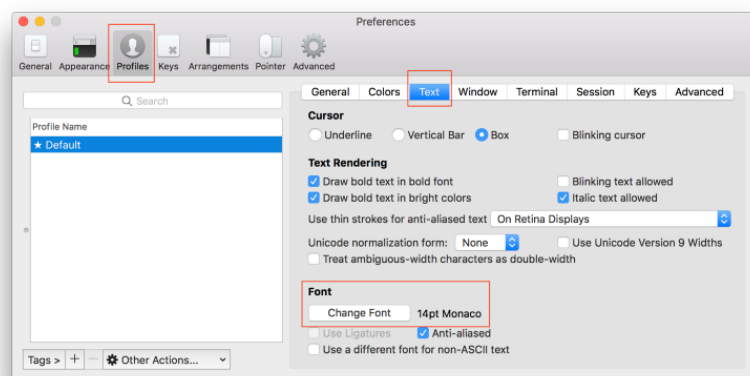 Preferences
General Appearance Profiles Keys Arrangements Pointer Advanced
Search
General Colors Text Window Terminal Session Keys Advanced
Profile Name
★ Default
Cursor
Underline Vertical Bar Box Blinking cursor
Text Rendering
Draw bold text in bold font Blinking text allowed
Draw bold text in bright colors Italic text allowed
Use thin strokes for anti-aliased text On Retina Displays
Unicode normalization form: None Use Unicode Version 9 Widths
Treat ambiguous-width characters as double-width
Font
Change Font 14pt Monaco
Use Ligatures Anti-aliased
Use a different font for non-ASCII text
Tags > + − Other Actions...